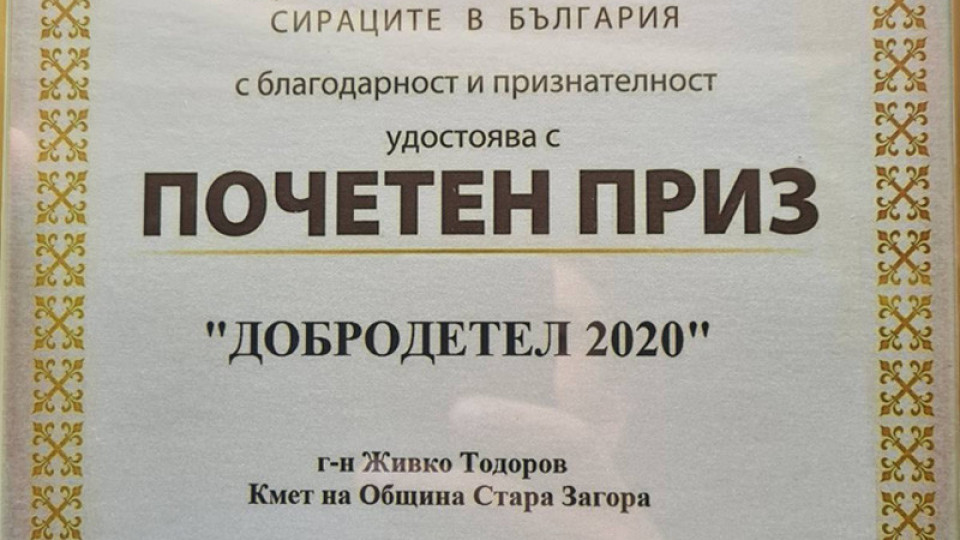 СИРАЦИТЕ В БЪЛГАРИЯ
с благодарност и признателност
удостоява с
ПОЧЕТЕН ПРИЗ
"ДОБРОДЕТЕЛ 2020"
г-н Живко Тодоров
Кмет на Община Стара Загора